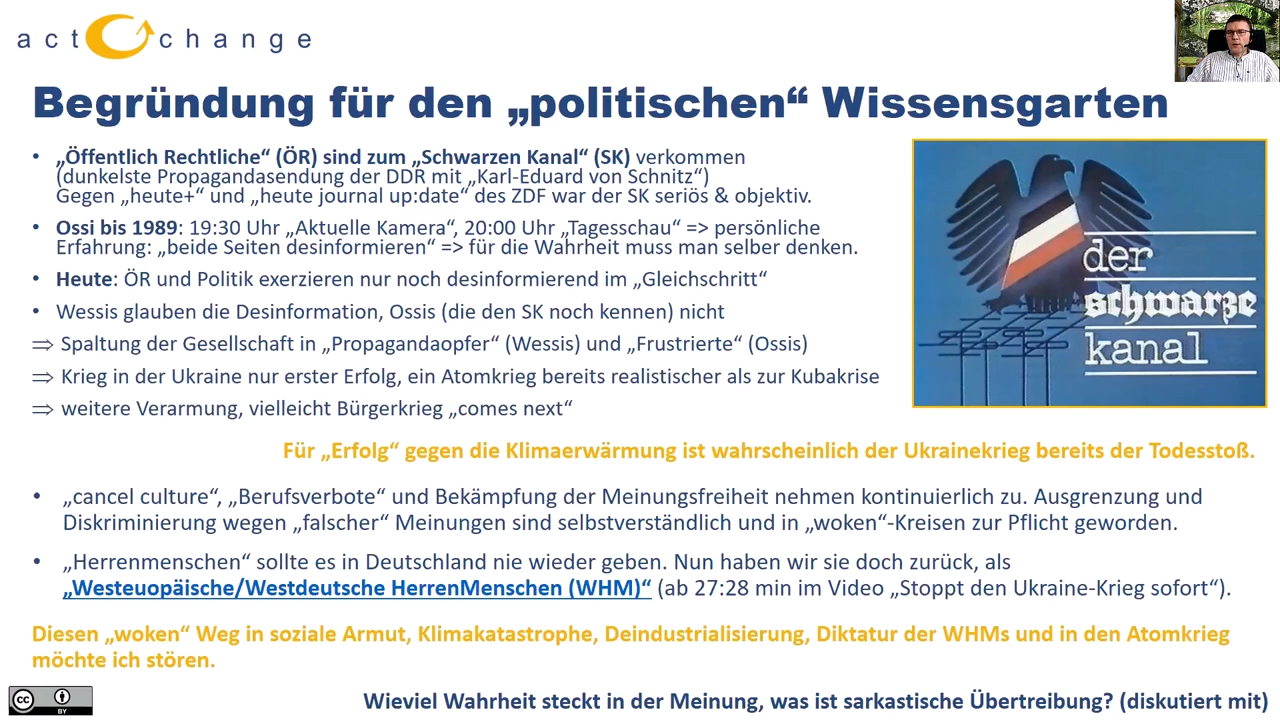 act change
Begründung für den „politischen“ Wissensgarten
• „Öffentlich Rechtliche“ (ÖR) sind zum „Schwarzen Kanal“ (SK) verkommen
(dunkelste Propagandasendung der DDR mit „Karl-Eduard von Schnitz“)
Gegen „heute+“ und „heute journal up:date“ des ZDF war der SK seriös & objektiv.
• Ossi bis 1989: 19:30 Uhr „Aktuelle Kamera“, 20:00 Uhr „Tagesschau“ => persönliche
Erfahrung: „beide Seiten desinformieren“ => für die Wahrheit muss man selber denken.
• Heute: ÖR und Politik exerzieren nur noch desinformierend im „Gleichschritt“
• Wessis glauben die Desinformation, Ossis (die den SK noch kennen) nicht
⇒ Spaltung der Gesellschaft in „Propagandaopfer“ (Wessis) und „Frustrierte“ (Ossis)
⇒ Krieg in der Ukraine nur erster Erfolg, ein Atomkrieg bereits realistischer als zur Kubakrise
⇒ weitere Verarmung, vielleicht Bürgerkrieg „comes next“
der
schwarze
kanal
Für „Erfolg“ gegen die Klimaerwärmung ist wahrscheinlich der Ukrainekrieg bereits der Todesstoß.
• „cancel culture“, „Berufsverbote“ und Bekämpfung der Meinungsfreiheit nehmen kontinuierlich zu. Ausgrenzung und
Diskriminierung wegen „falscher“ Meinungen sind selbstverständlich und in „woken“-Kreisen zur Pflicht geworden.
• „Herrenmenschen“ sollte es in Deutschland nie wieder geben. Nun haben wir sie doch zurück, als
„Westeuopäische/Westdeutsche HerrenMenschen (WHM)“ (ab 27:28 min im Video „Stoppt den Ukraine-Krieg sofort“).
Diesen „woken“ Weg in soziale Armut, Klimakatastrophe, Deindustrialisierung, Diktatur der WHMs und in den Atomkrieg
möchte ich stören.
cc BY
Wieviel Wahrheit steckt in der Meinung, was ist sarkastische Übertreibung? (diskutiert mit)